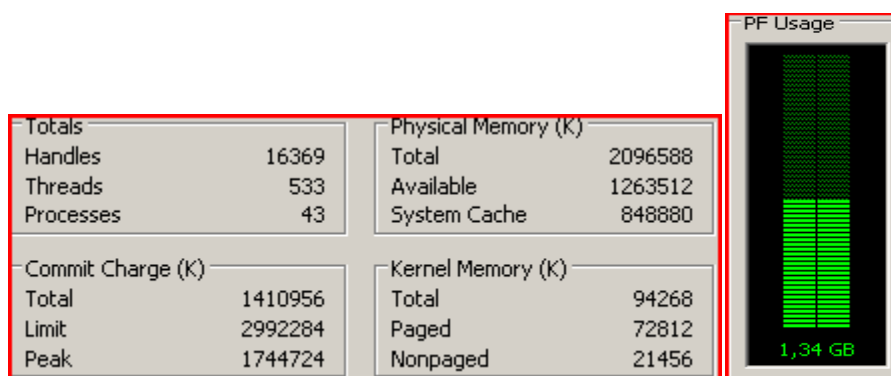 PF Usage
1,34 GB
Totals
Handles 16369
Threads 533
Processes 43
Physical Memory (K)
Total 2096588
Available 1263512
System Cache 848880
Commit Charge (K)
Total 1410956
Limit 2992284
Peak 1744724
Kernel Memory (K)
Total 94268
Paged 72812
Nonpaged 21456